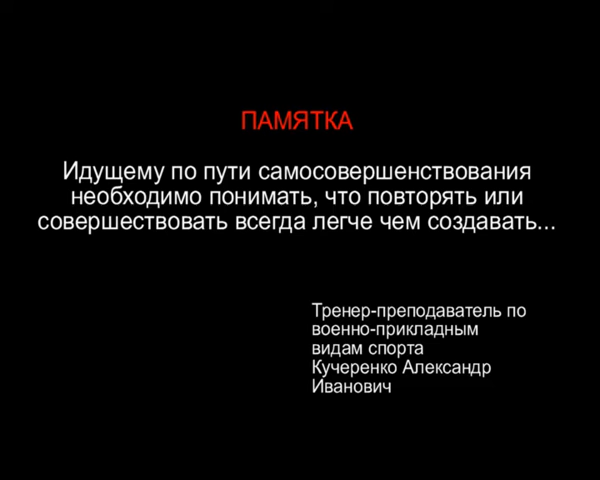 ПАМЯТКА
Идущему по пути самосовершенствования
необходимо понимать, что повторять или
совершествовать всегда легче чем создавать...
Тренер-преподаватель по
военно-прикладным
видам спорта
Кучеренко Александр
Иванович